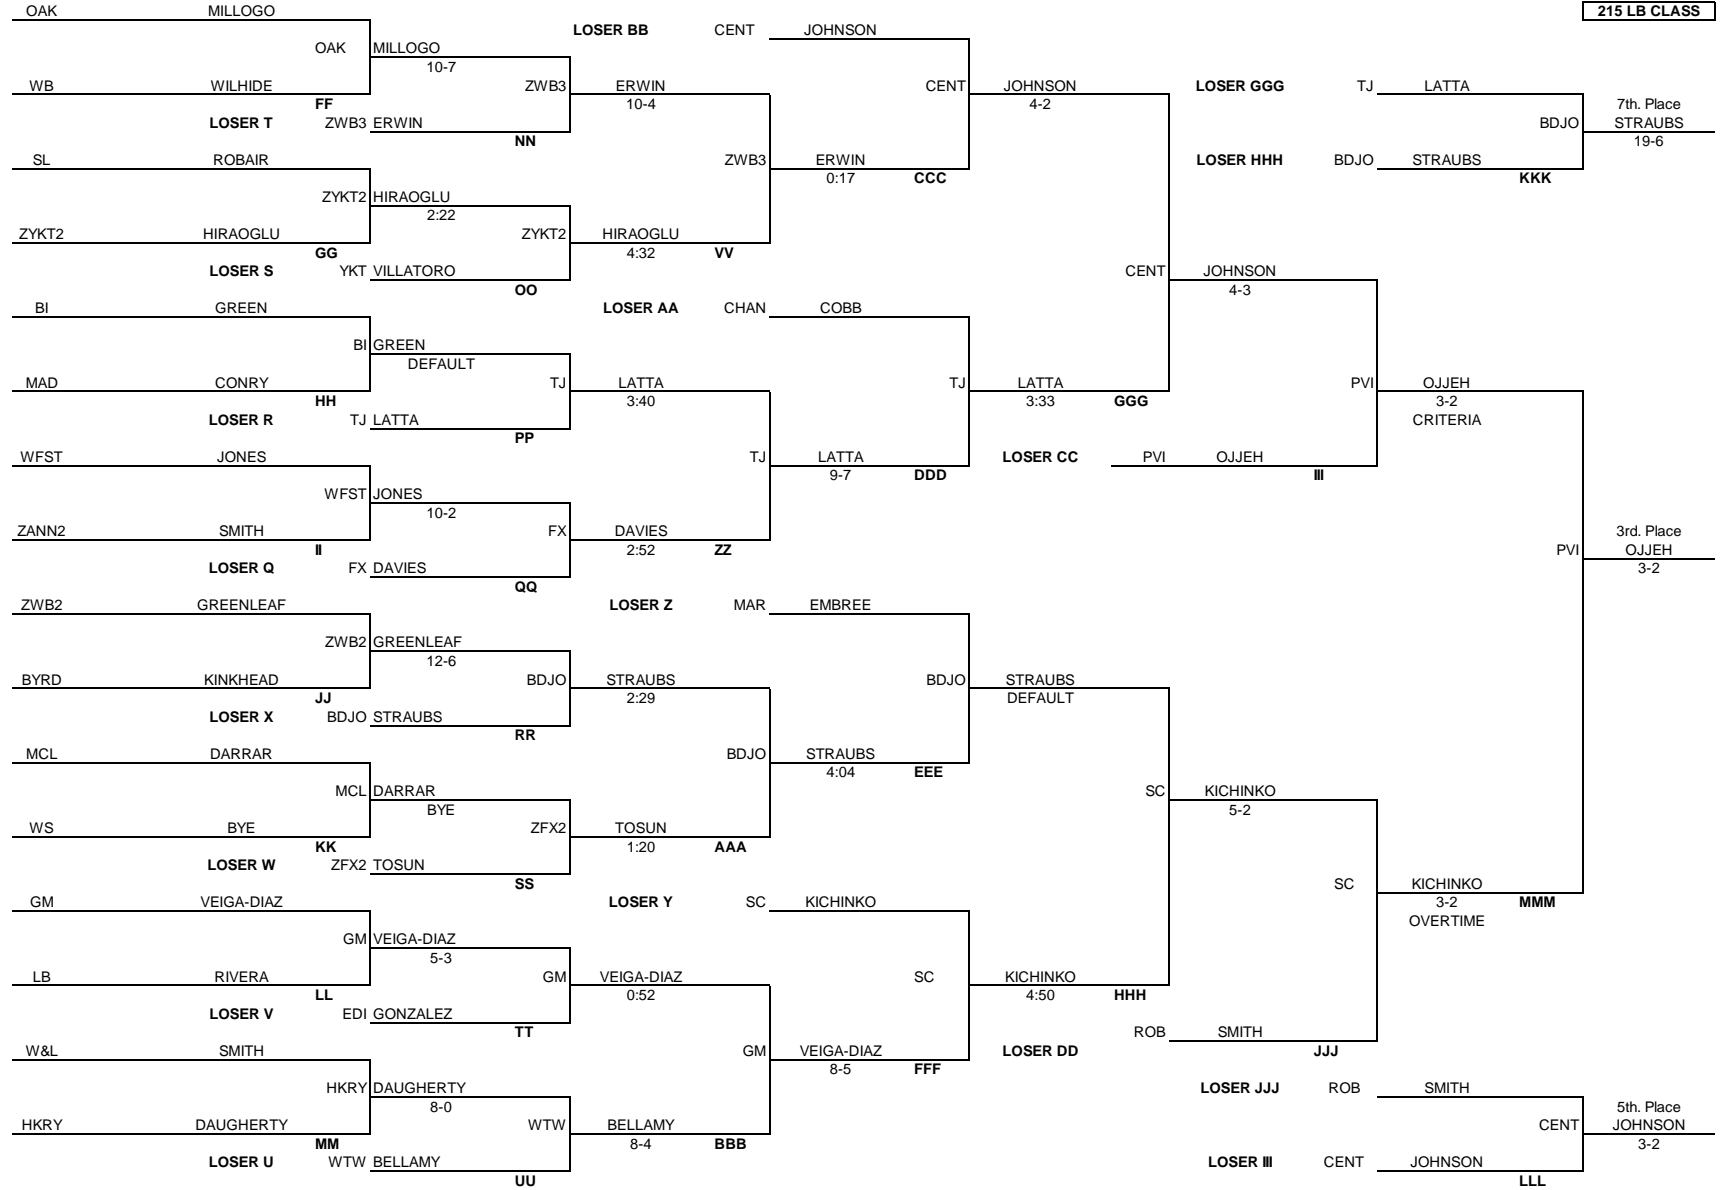 OAK MILLOGO 215 LB CLASS
LOSER BB CENT JOHNSON
OAK MILLOGO
10-7
WB WILHIDE ZWB3 ERWIN CENT JOHNSON LOSER GGG TJ LATTA
FF 10-4 4-2 7th. Place
LOSER T ZWB3 ERWIN BDJO STRAUBS
NN 19-6
SL ROBAIR ZWB3 ERWIN LOSER HHH BDJO STRAUBS
0:17 CCC KKK
ZYKT2 HIRAOGLU
2:22
ZYKT2 HIRAOGLU ZYKT2 HIRAOGLU
GG 4:32 VV
LOSER S YKT VILLATORO CENT JOHNSON
OO 4-3
BI GREEN LOSER AA CHAN COBB
BI GREEN
DEFAULT
MAD CONRY TJ LATTA TJ LATTA PVI OJJEH
HH 3:40 3:33 GGG 3-2
LOSER R TJ LATTA CRITERIA
PP
WFST JONES TJ LATTA LOSER CC PVI OJJEH
9-7 DDD III
WFST JONES
10-2
ZANN2 SMITH FX DAVIES 3rd. Place
II 2:52 ZZ PVI OJJEH
LOSER Q FX DAVIES 3-2
QQ
ZWB2 GREENLEAF LOSER Z MAR EMBREE
ZWB2 GREENLEAF
12-6
BYRD KINKHEAD BDJO STRAUBS BDJO STRAUBS
JJ 2:29 DEFAULT
LOSER X BDJO STRAUBS
RR
MCL DARRAR BDJO STRAUBS
4:04 EEE
MCL DARRAR SC KICHINKO
BYE 5-2
WS BYE ZFX2 TOSUN
KK 1:20 AAA
LOSER W ZFX2 TOSUN
SS SC KICHINKO
GM VEIGA-DIAZ LOSER Y SC KICHINKO 3-2 MMM
OVERTIME
GM VEIGA-DIAZ
5-3
LB RIVERA GM VEIGA-DIAZ SC KICHINKO
LL 0:52 4:50 HHH
LOSER V EDI GONZALEZ
TT ROB SMITH
W&L SMITH GM VEIGA-DIAZ LOSER DD JJJ
8-5 FFF
HKRY DAUGHERTY LOSER JJJ ROB SMITH
8-0 5th. Place
HKRY DAUGHERTY WTW BELLAMY CENT JOHNSON
MM 8-4 BBB 3-2
LOSER U WTW BELLAMY LOSER III CENT JOHNSON
UU LLL